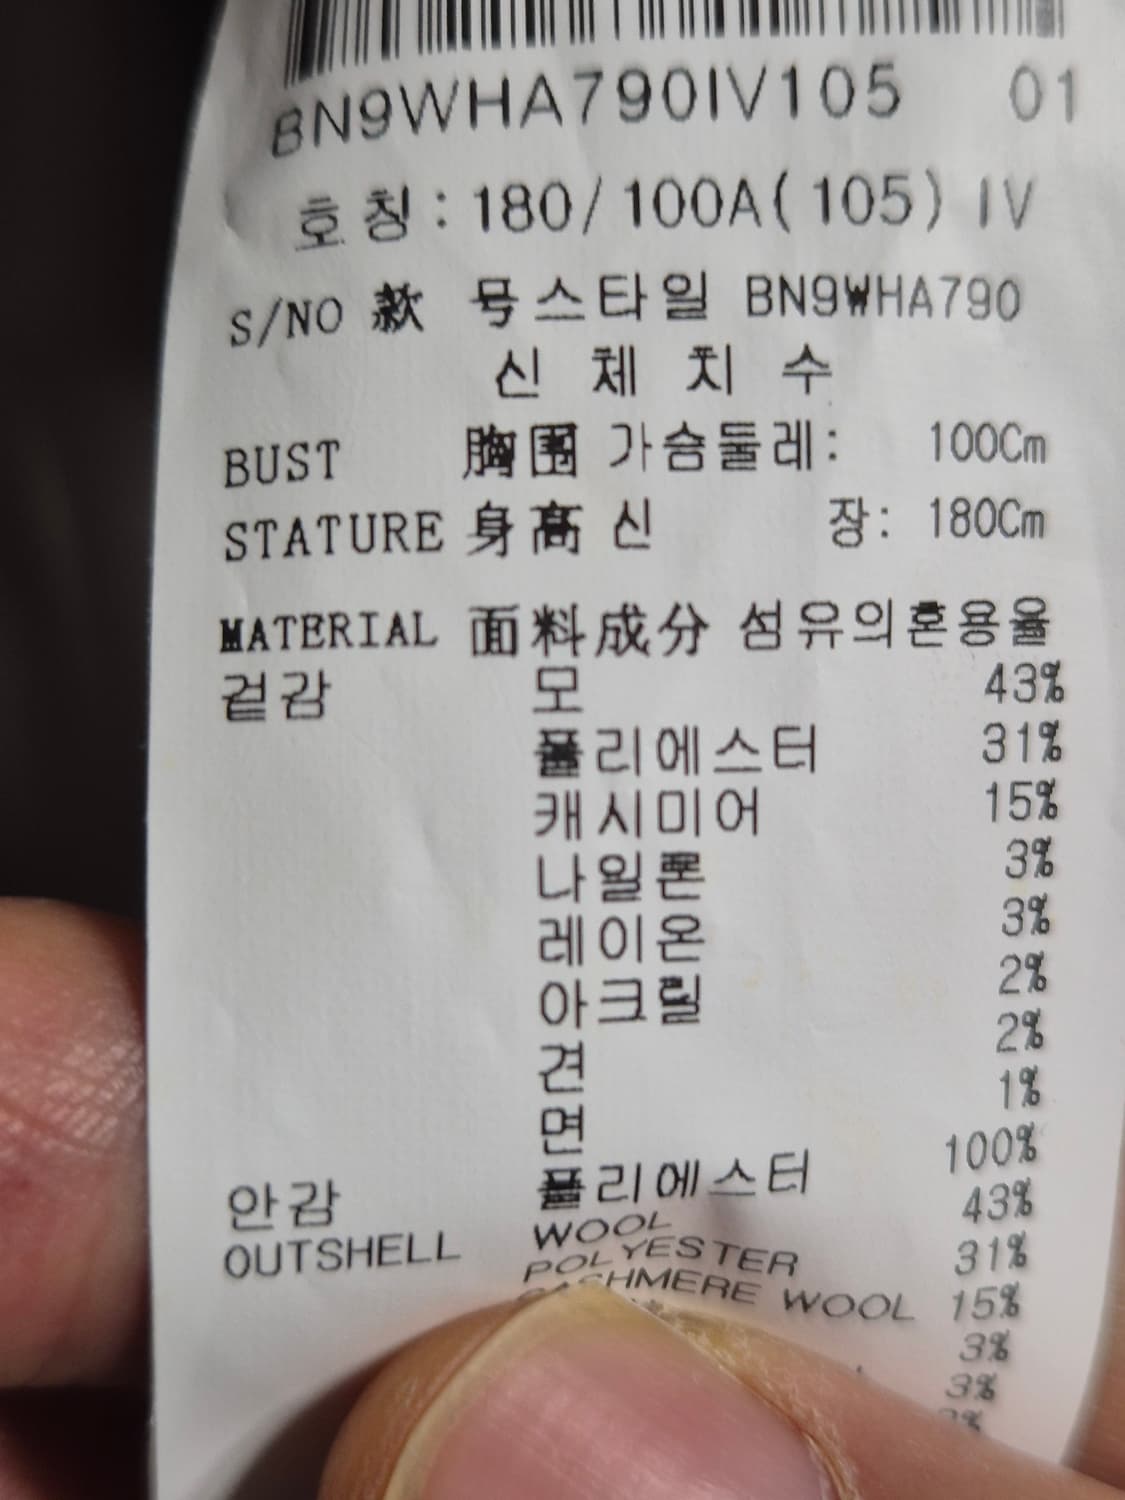 BN9WHA790IV105 01
호칭:180/100A(105) IV
S/NO 款 号 스타일 BN9WHA790
신 체 치 수
BUST 胸围 가슴둘레: 100Cm
STATURE 身高 신 장: 180Cm
MATERIAL 面料成分 섬유의혼용율
겉감 모 43%
폴리에스터 31%
캐시미어 15%
나일론 3%
레이온 3%
아크릴 2%
견 2%
면 1%
안감 폴리에스터 100%
OUTSHELL WOOL 43%
POLYESTER 31%
CASHMERE WOOL 15%
3%
3%